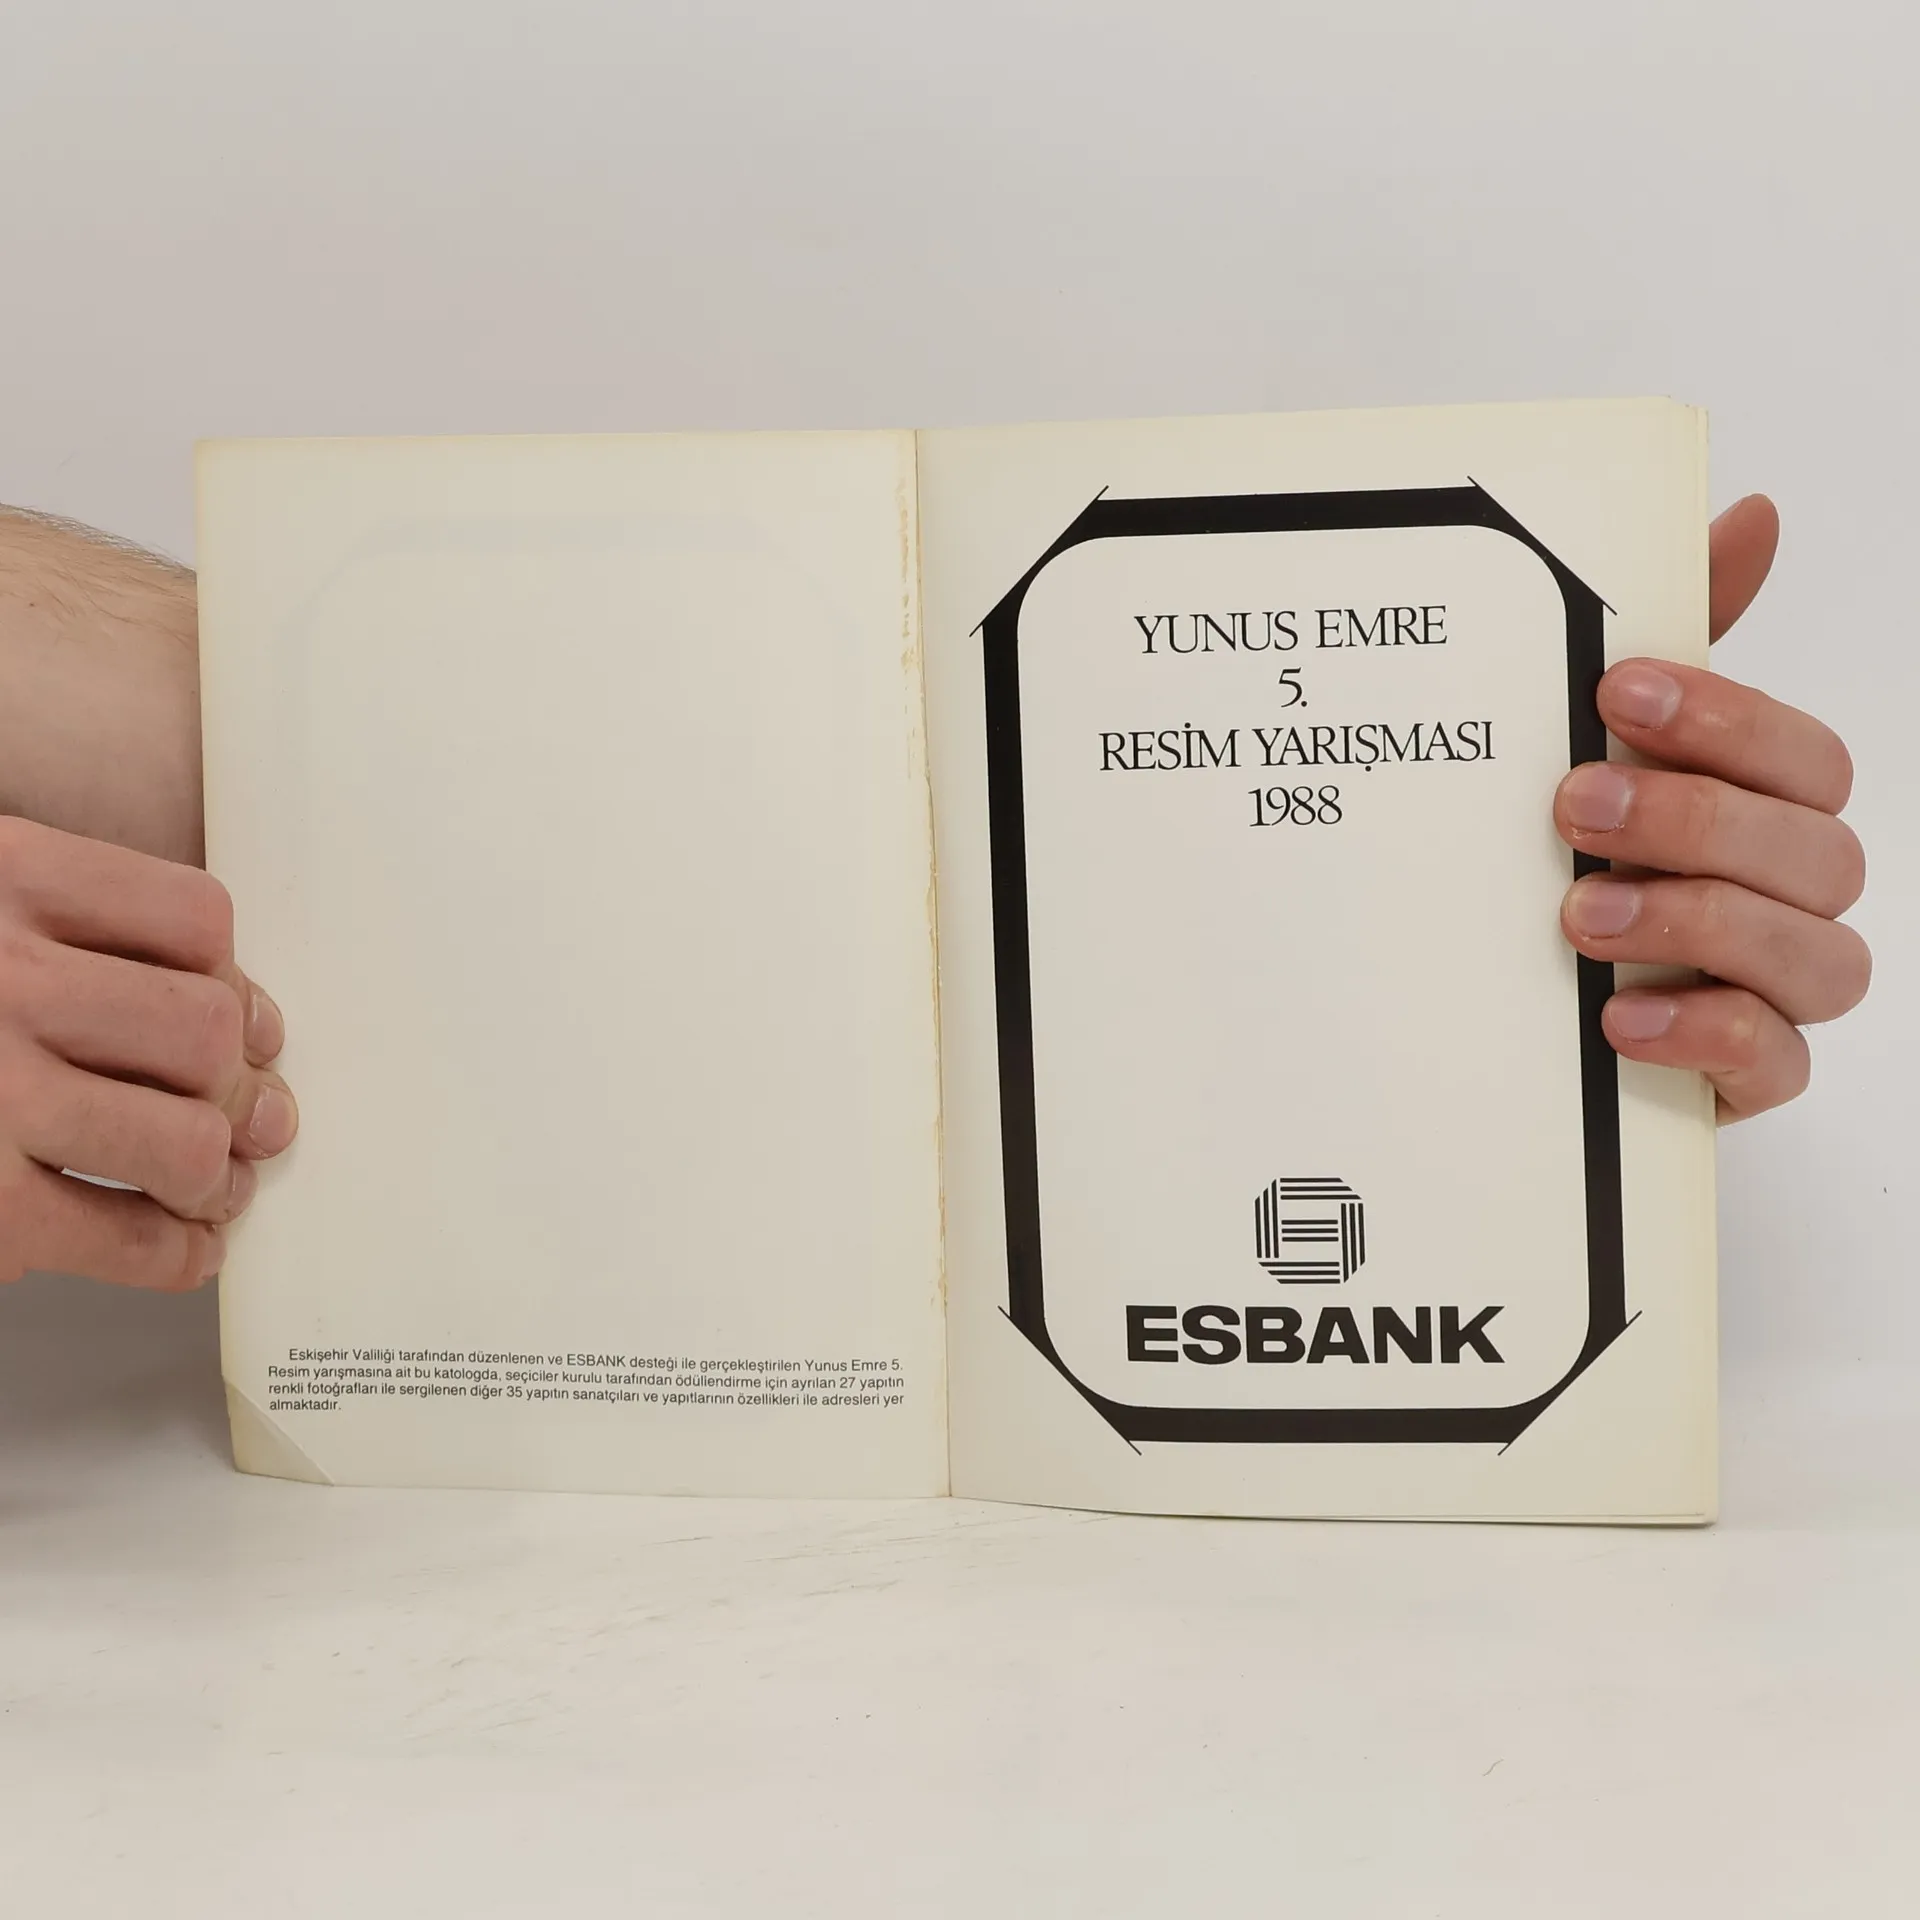 Eskişehir Valiliği tarafından düzenlenen ve ESBANK desteği ile gerçekleştirilen Yunus Emre 5.
Resim yarışmasına ait bu katologda, seçiciler kurulu tarafından ödüllendirme için ayrılan 27 yapıtın
renkli fotoğrafları ile sergilenen diğer 35 yapıtın sanatçıları ve yapıtlarının özellikleri ile adresleri yer
almaktadır.
YUNUS EMRE
5.
RESİM YARIŞMASI
1988
ESBANK